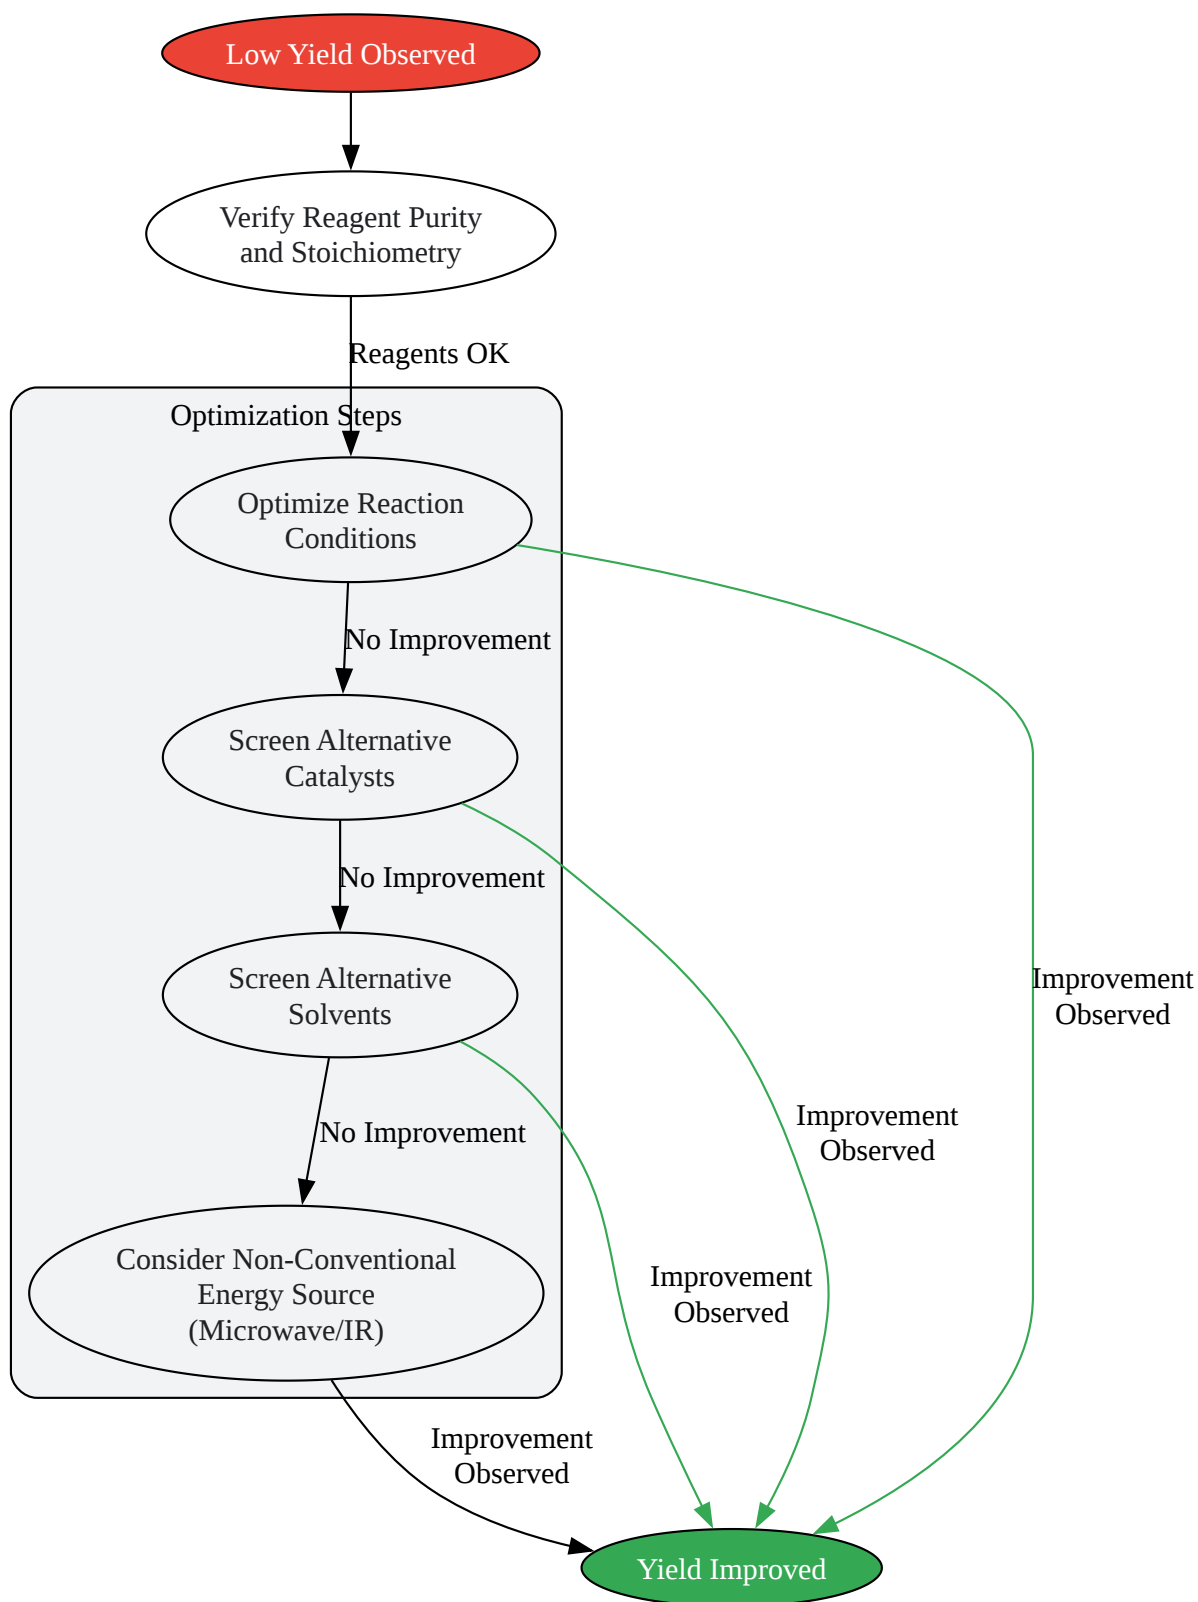 Low Yield Observed
Verify Reagent Purity
and Stoichiometry
Reagents OK
Optimization Steps
Optimize Reaction
Conditions
No Improvement
Screen Alternative
Catalysts
No Improvement
Screen Alternative
Solvents
Improvement
Observed
Improvement
Observed
No Improvement
Consider Non-Conventional
Energy Source
(Microwave/IR)
Improvement
Observed
Improvement
Observed
Yield Improved